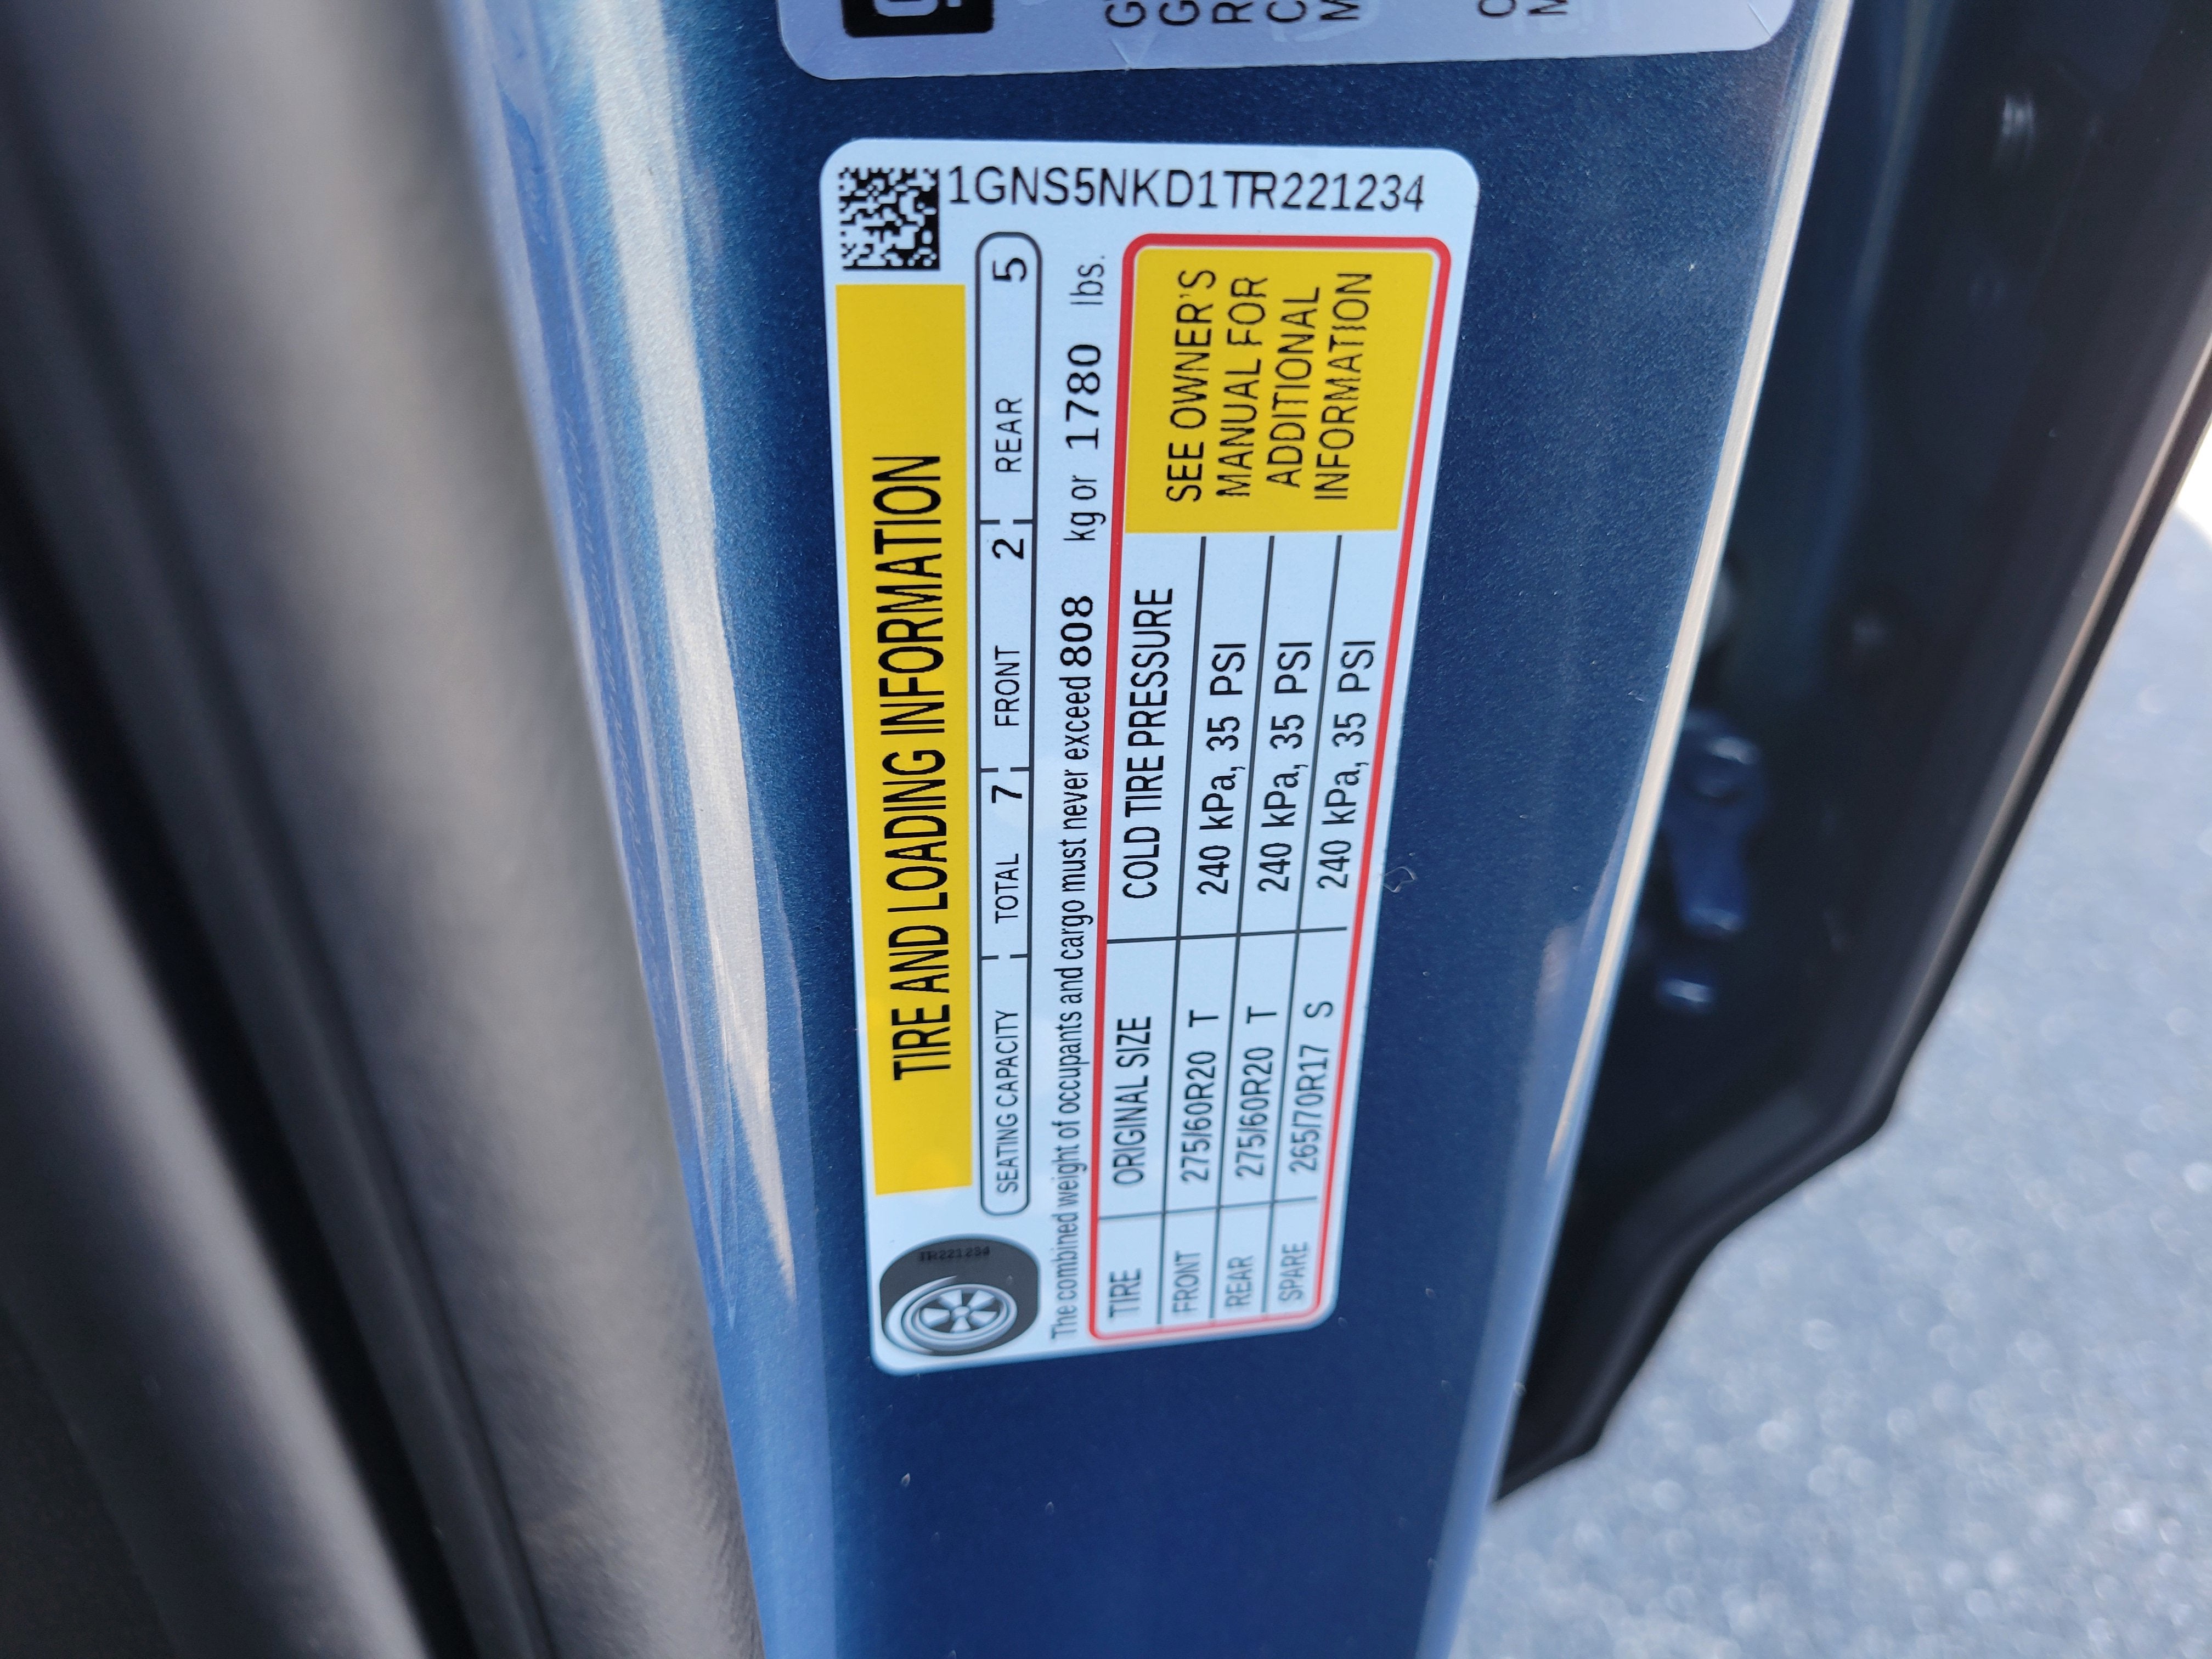 1GNS5NKD1TR221234
TIRE AND LOADING INFORMATION
SEATING CAPACITY TOTAL 7 FRONT 2 REAR 5
The combined weight of occupants and cargo must never exceed 808 kg or 1780 lbs.
TIRE ORIGINAL SIZE COLD TIRE PRESSURE
FRONT 275/60R20 T 240 kPa, 35 PSI
REAR 275/60R20 T 240 kPa, 35 PSI
SPARE 265/70R17 S 240 kPa, 35 PSI
SEE OWNER'S
MANUAL FOR
ADDITIONAL
INFORMATION
TR221234